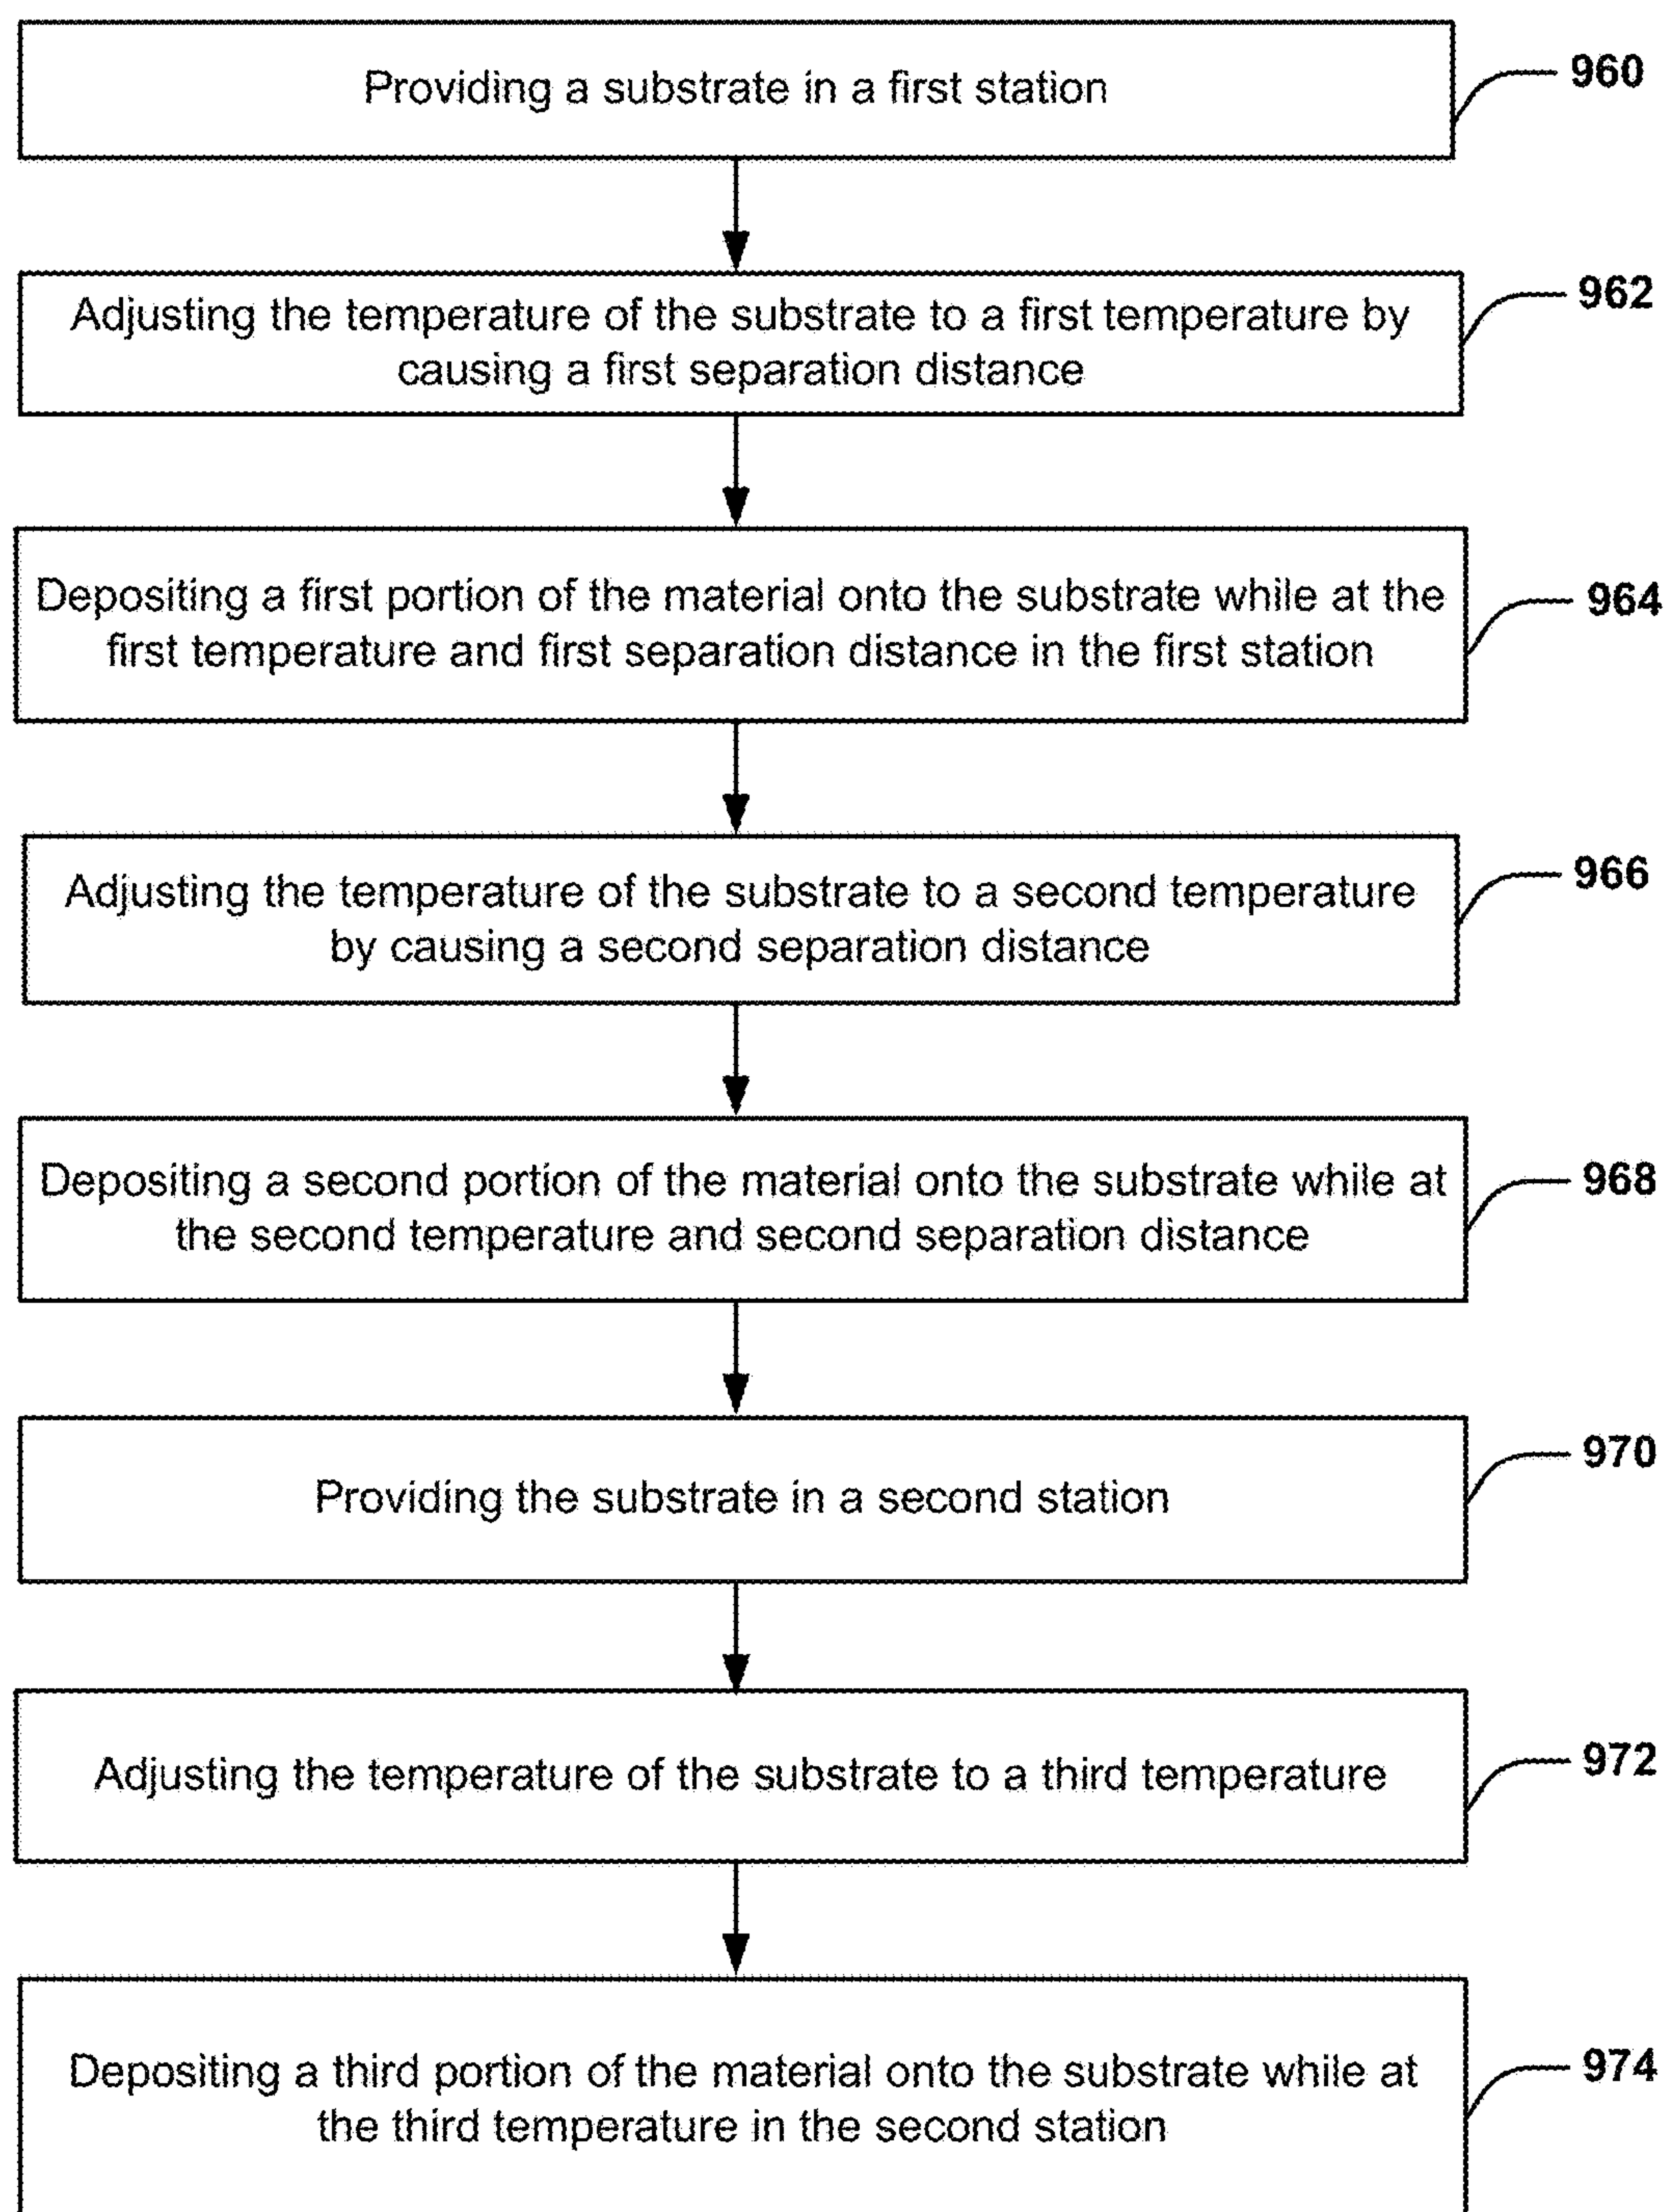 Providing a substrate in a first station
960
Adjusting the temperature of the substrate to a first temperature by
causing a first separation distance
962
Depositing a first portion of the material onto the substrate while at the
first temperature and first separation distance in the first station
964
Adjusting the temperature of the substrate to a second temperature
by causing a second separation distance
966
Depositing a second portion of the material onto the substrate while at
the second temperature and second separation distance
968
Providing the substrate in a second station
970
Adjusting the temperature of the substrate to a third temperature
972
Depositing a third portion of the material onto the substrate while at
the third temperature in the second station
974